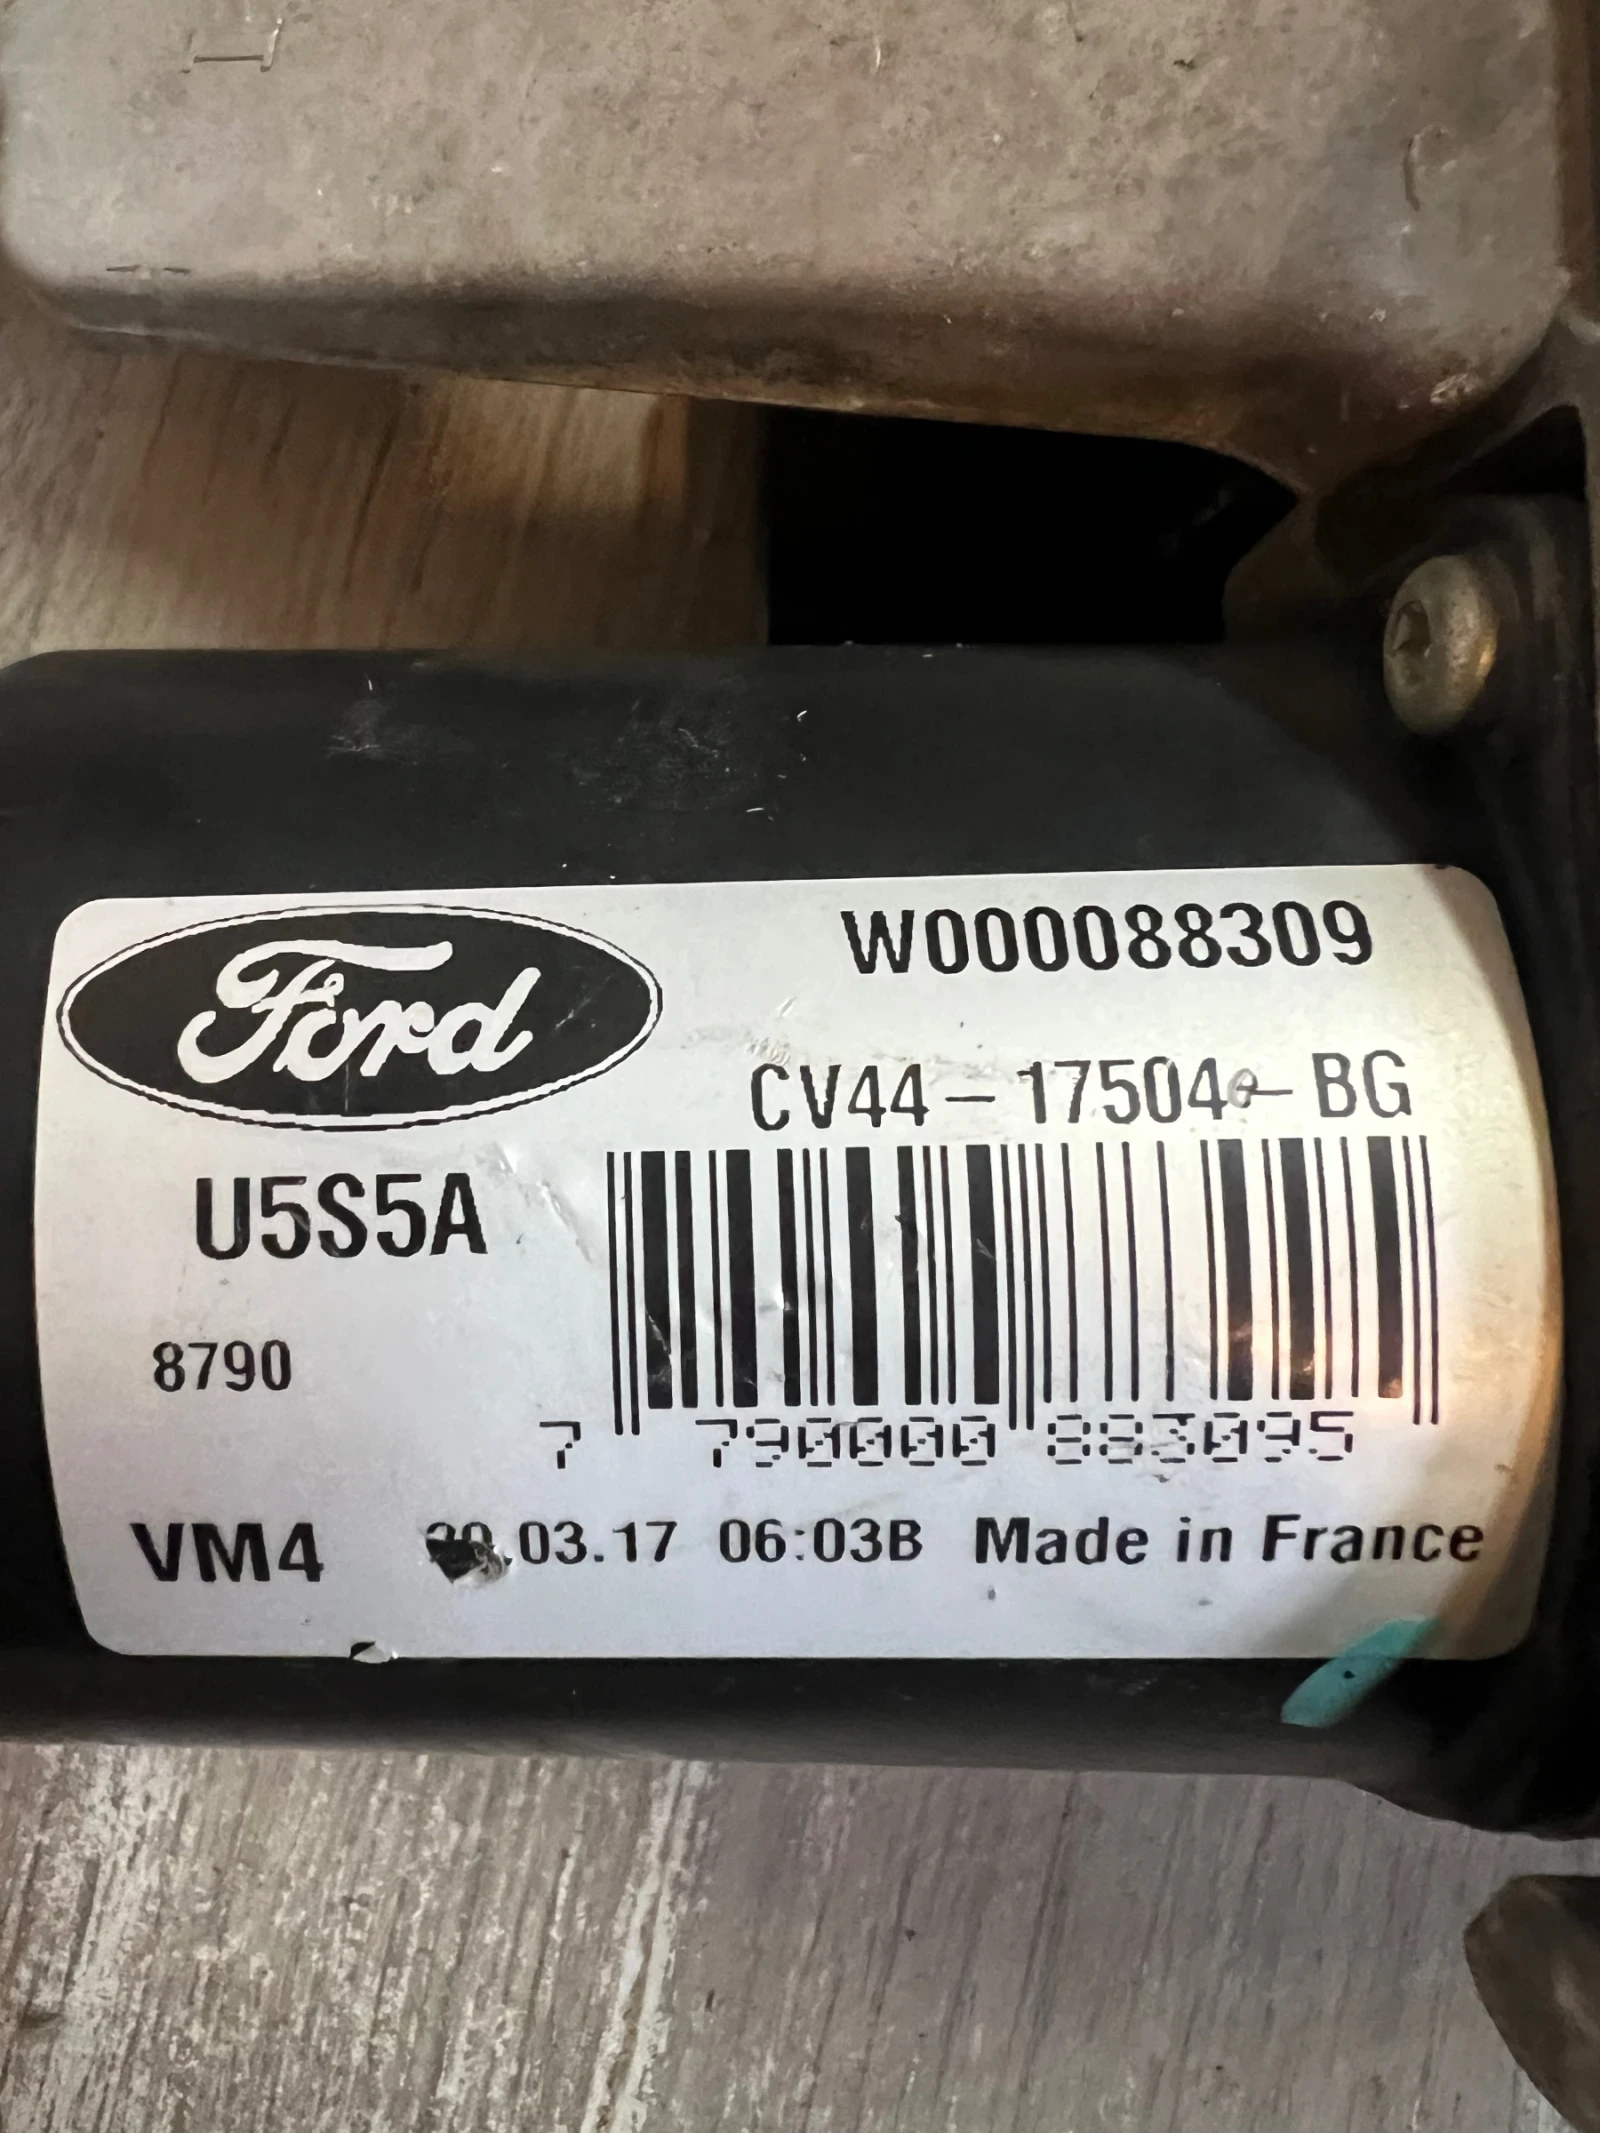 Ford
W000088309
CV44-17504-BG
U5S5A
8790
7 790000 883095
VM4 .03.17 06:03B Made in France